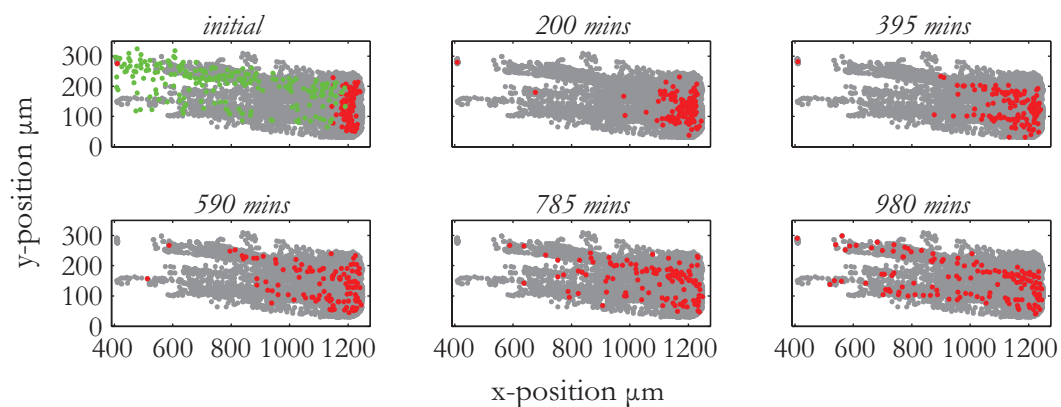 initial 200 mins 395 mins
300
200
100
0
590 mins 785 mins 980 mins
300
200
100
0
400 600 800 1000 1200 400 600 800 1000 1200 400 600 800 1000 1200
y-position μm
x-position μm